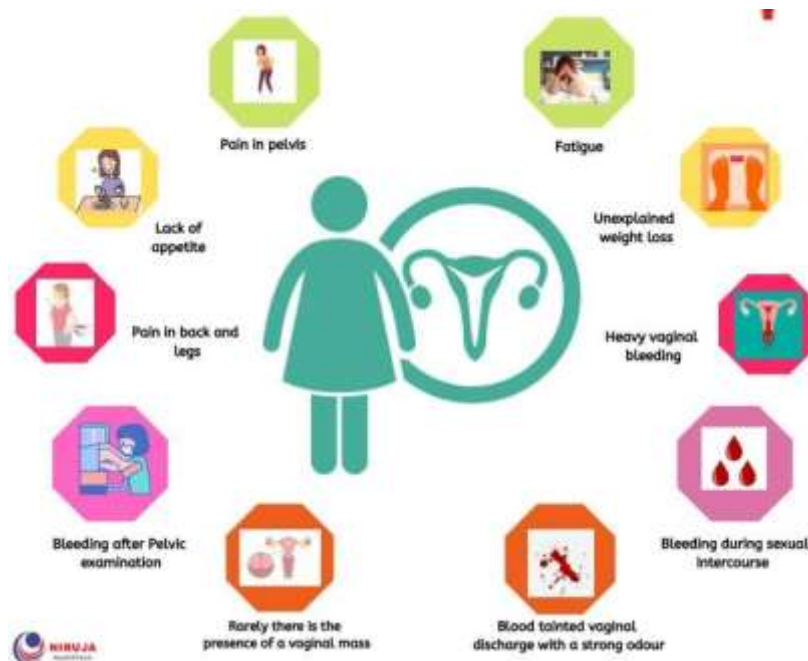 Pain in pelvis
Fatigue
Lack of
appetite
Unexplained
weight loss
Pain in back and
legs
Heavy vaginal
bleeding
Bleeding after Pelvic
examination
Bleeding during sexual
intercourse
Rarely there is the
presence of a vaginal mass
Blood tainted vaginal
discharge with a strong odour
NIRUJA